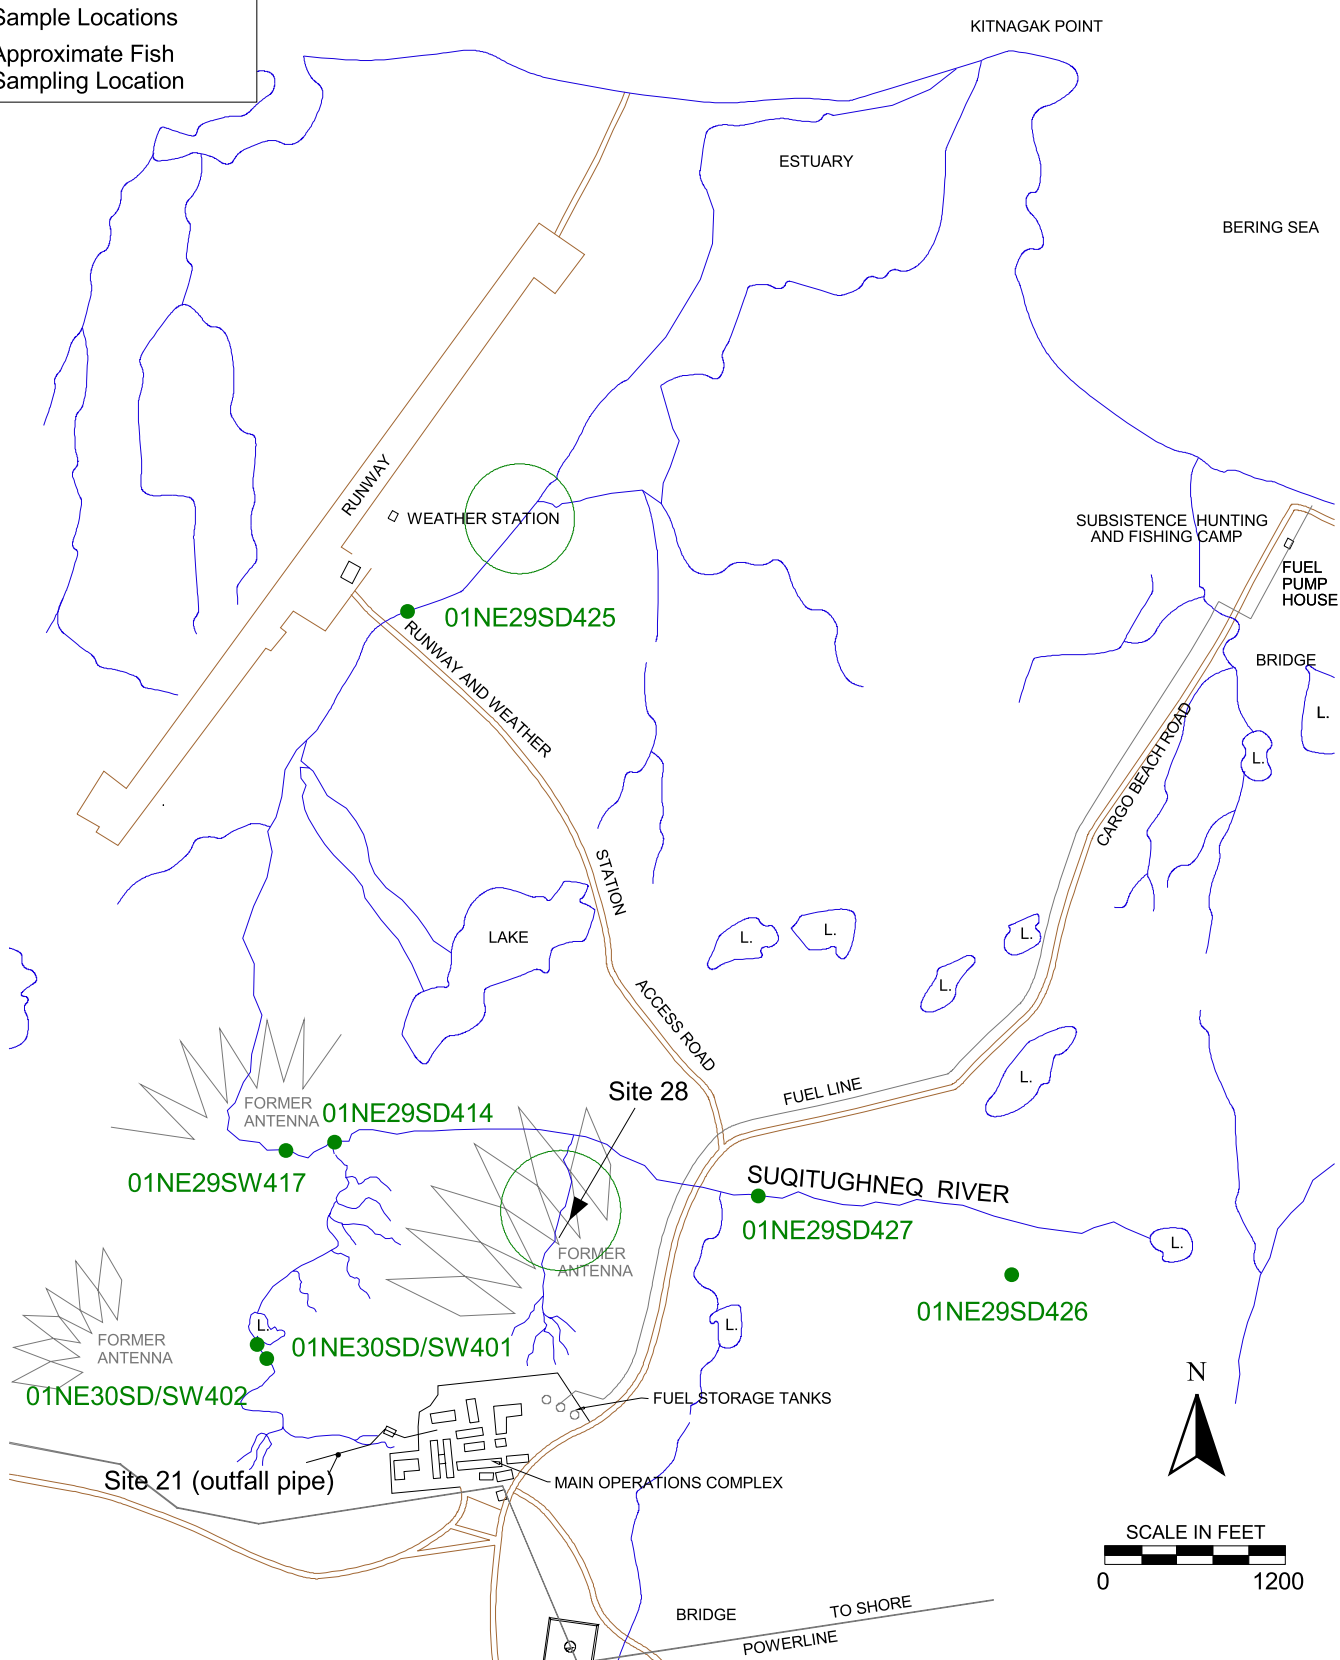 Sample Locations
Approximate Fish
Sampling Location
KITNAGAK POINT
ESTUARY
BERING SEA
RUNWAY
WEATHER STATION
SUBSISTENCE HUNTING
AND FISHING CAMP
FUEL
PUMP
HOUSE
01NE29SD425
RUNWAY AND WEATHER
STATION
ACCESS ROAD
BRIDGE
L.
L.
CARGO BEACH ROAD
LAKE
L.
L.
L.
L.
L.
FUEL LINE
Site 28
FORMER
ANTENNA
01NE29SD414
01NE29SW417
SUQITUGHNEQ RIVER
01NE29SD427
L.
FORMER
ANTENNA
01NE29SD426
L.
L.
FORMER
ANTENNA
01NE30SD/SW401
01NE30SD/SW402
FUEL STORAGE TANKS
Site 21 (outfall pipe)
MAIN OPERATIONS COMPLEX
N
SCALE IN FEET
0 1200
BRIDGE
TO SHORE
POWERLINE